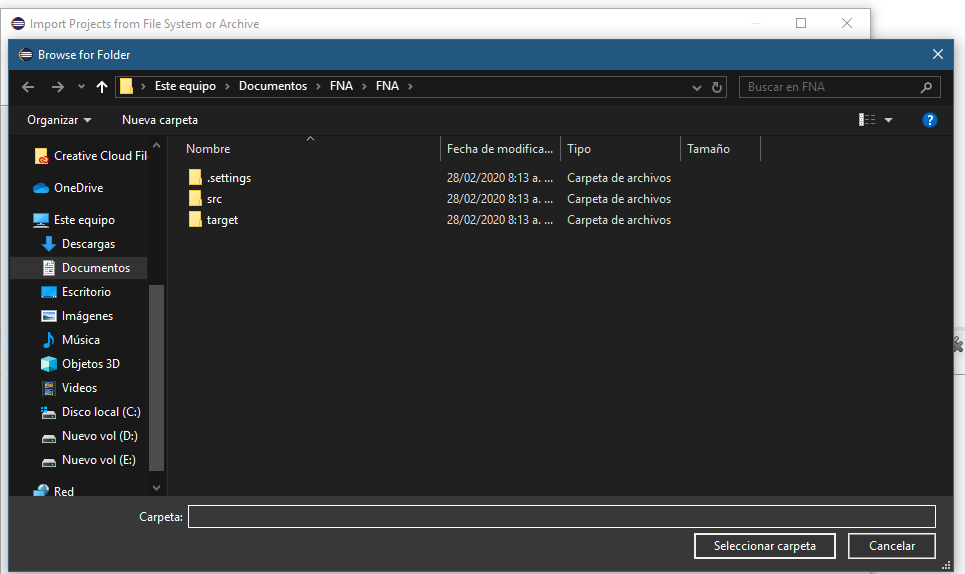 Import Projects from File System or Archive
Browse for Folder
Este equipo > Documentos > FNA > FNA >
Buscar en FNA
Organizar
Nueva carpeta
Creative Cloud Fil
OneDrive
Este equipo
Descargas
Documentos
Escritorio
Imágenes
Música
Objetos 3D
Videos
Disco local (C:)
Nuevo vol (D:)
Nuevo vol (E:)
Red
Nombre Fecha de modifica... Tipo Tamaño
.settings 28/02/2020 8:13 a. ... Carpeta de archivos
src 28/02/2020 8:13 a. ... Carpeta de archivos
target 28/02/2020 8:13 a. ... Carpeta de archivos
Carpeta:
Seleccionar carpeta
Cancelar